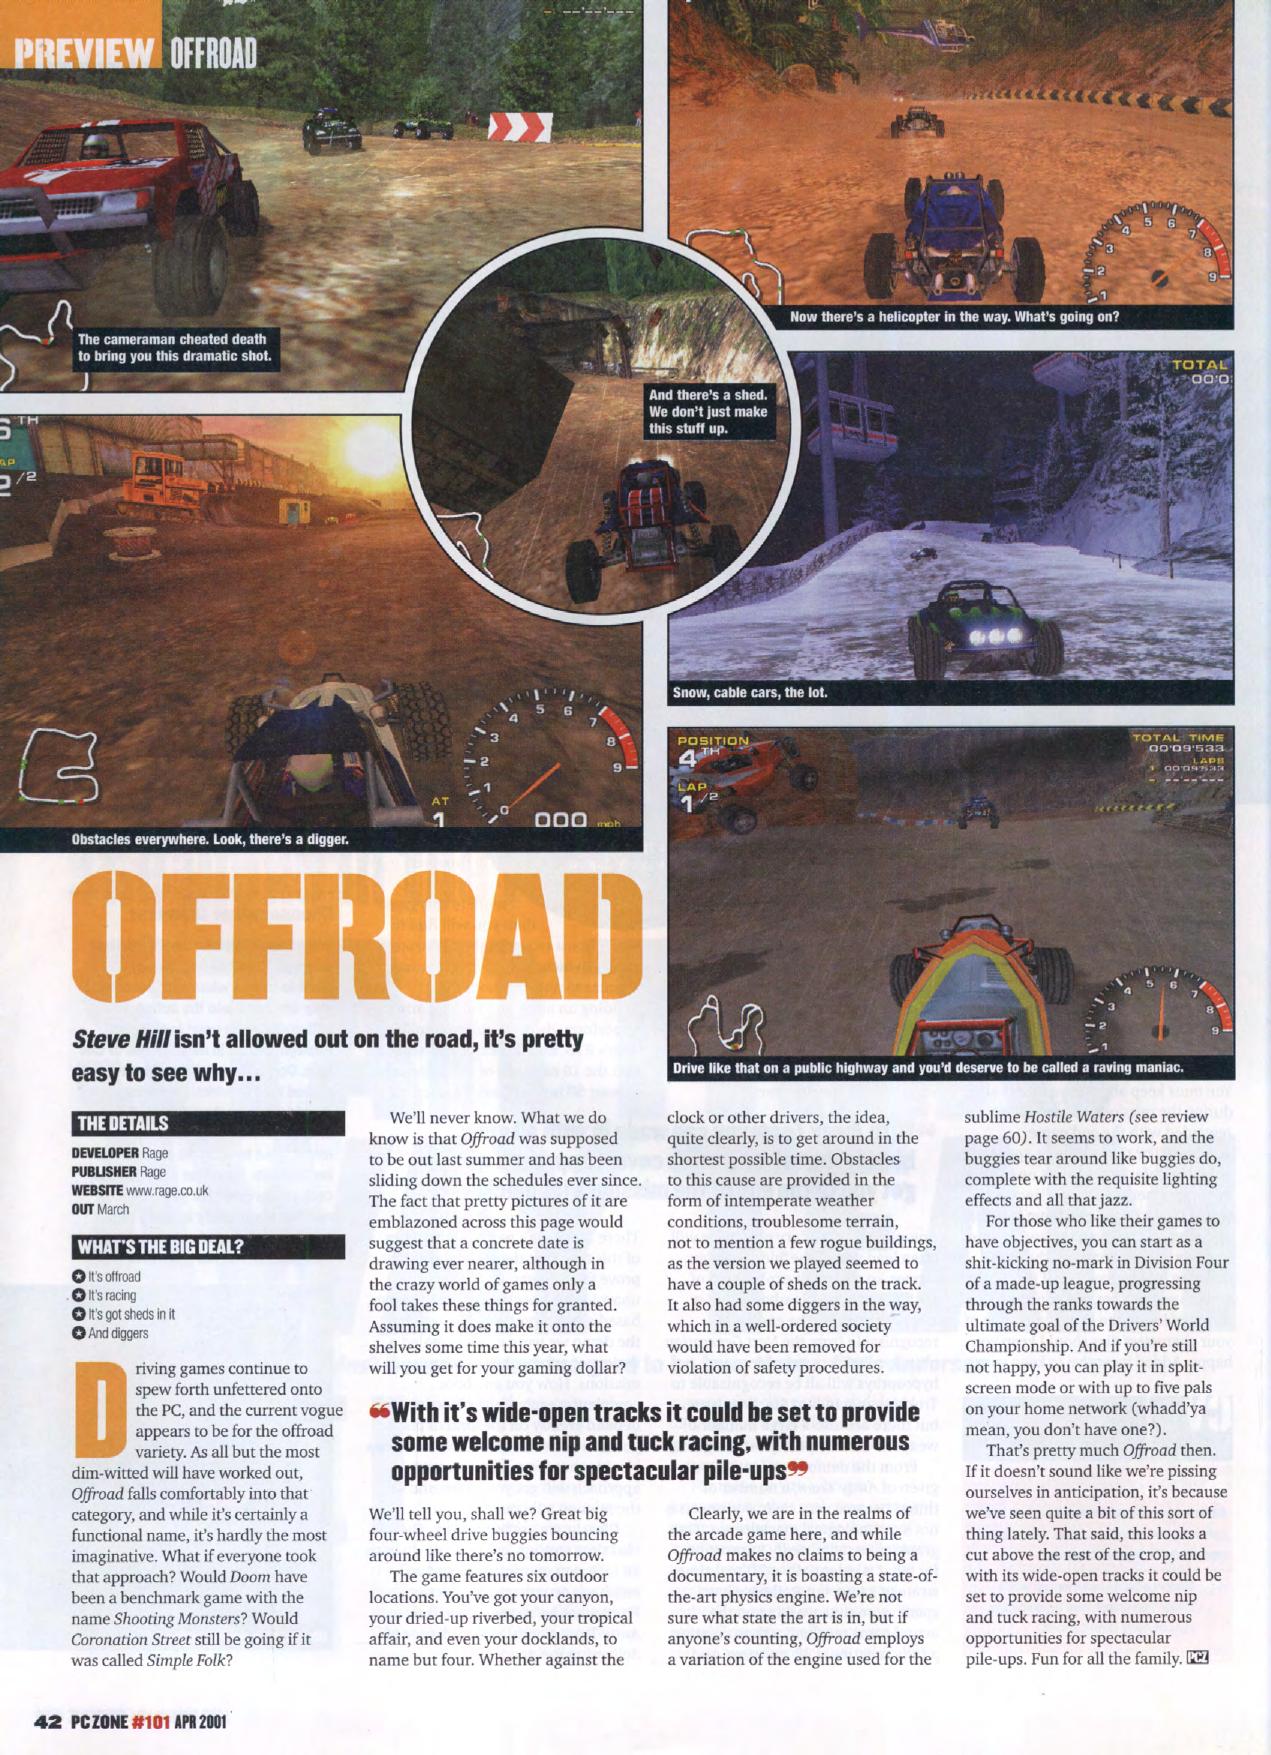 PREVIEW OFFROAD
The cameraman cheated death
to bring you this dramatic shot.
Now there's a helicopter in the way. What's going on?
And there's a shed.
We don't just make
this stuff up.
TOTAL
00'0
TH
2/2
AT
1
000 mph
0 1 2 3 4 5 6 7 8 9
Obstacles everywhere. Look, there's a digger.
Snow, cable cars, the lot.
POSITION
4TH
LAP
1/2
TOTAL TIME
00'09'533
LAPS
1 00'09'533
Drive like that on a public highway and you'd deserve to be called a raving maniac.
OFFROAD
Steve Hill isn't allowed out on the road, it's pretty
easy to see why...
THE DETAILS
DEVELOPER Rage
PUBLISHER Rage
WEBSITE www.rage.co.uk
OUT March
WHAT'S THE BIG DEAL?
It's offroad
It's racing
It's got sheds in it
And diggers
Driving games continue to
spew forth unfettered onto
the PC, and the current vogue
appears to be for the offroad
variety. As all but the most
dim-witted will have worked out,
Offroad falls comfortably into that
category, and while it's certainly a
functional name, it's hardly the most
imaginative. What if everyone took
that approach? Would Doom have
been a benchmark game with the
name Shooting Monsters? Would
Coronation Street still be going if it
was called Simple Folk?
We'll never know. What we do
know is that Offroad was supposed
to be out last summer and has been
sliding down the schedules ever since.
The fact that pretty pictures of it are
emblazoned across this page would
suggest that a concrete date is
drawing ever nearer, although in
the crazy world of games only a
fool takes these things for granted.
Assuming it does make it onto the
shelves some time this year, what
will you get for your gaming dollar?
“With it's wide-open tracks it could be set to provide
some welcome nip and tuck racing, with numerous
opportunities for spectacular pile-ups”
We'll tell you, shall we? Great big
four-wheel drive buggies bouncing
around like there's no tomorrow.
The game features six outdoor
locations. You've got your canyon,
your dried-up riverbed, your tropical
affair, and even your docklands, to
name but four. Whether against the
clock or other drivers, the idea,
quite clearly, is to get around in the
shortest possible time. Obstacles
to this cause are provided in the
form of intemperate weather
conditions, troublesome terrain,
not to mention a few rogue buildings,
as the version we played seemed to
have a couple of sheds on the track.
It also had some diggers in the way,
which in a well-ordered society
would have been removed for
violation of safety procedures.
Clearly, we are in the realms of
the arcade game here, and while
Offroad makes no claims to being a
documentary, it is boasting a state-of-
the-art physics engine. We're not
sure what state the art is in, but if
anyone's counting, Offroad employs
a variation of the engine used for the
sublime Hostile Waters (see review
page 60). It seems to work, and the
buggies tear around like buggies do,
complete with the requisite lighting
effects and all that jazz.
For those who like their games to
have objectives, you can start as a
shit-kicking no-mark in Division Four
of a made-up league, progressing
through the ranks towards the
ultimate goal of the Drivers' World
Championship. And if you're still
not happy, you can play it in split-
screen mode or with up to five pals
on your home network (whadd'ya
mean, you don't have one?).
That's pretty much Offroad then.
If it doesn't sound like we're pissing
ourselves in anticipation, it's because
we've seen quite a bit of this sort of
thing lately. That said, this looks a
cut above the rest of the crop, and
with its wide-open tracks it could be
set to provide some welcome nip
and tuck racing, with numerous
opportunities for spectacular
pile-ups. Fun for all the family. PCZ
42 PC ZONE #101 APR 2001